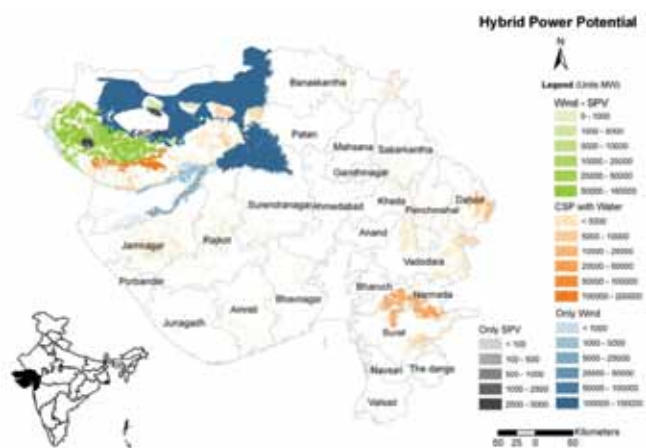 Hybrid Power Potential
N
Legend (Units MW)
Wind - SPV
0 - 1000
1000 - 5000
5000 - 10000
10000 - 25000
25000 - 50000
50000 - 160000
CSP with Water
< 5000
5000 - 10000
10000 - 25000
25000 - 50000
50000 - 100000
100000 - 200000
Only Wind
< 1000
1000 - 5000
5000 - 25000
25000 - 50000
50000 - 100000
100000 - 150000
Only SPV
< 100
100 - 500
500 - 1000
1000 - 2500
2500 - 5000
Banaskantha
Patan
Mahsana
Sabarkantha
Gandhinagar
Surendranagar
Ahmedabad
Kheda
Panchmahal
Dahod
Anand
Vadodara
Jamnagar
Rajkot
Porbandar
Junagadh
Amreli
Bhavnagar
Bharuch
Narmada
Surat
Navsari
The dangs
Valsad
Kilometers
50 25 0 50